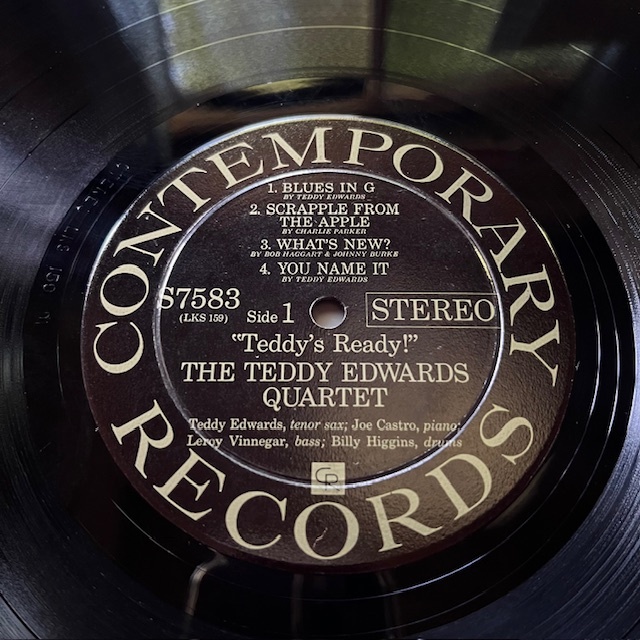 CONTEMPORARY
1. BLUES IN G
BY TEDDY EDWARDS
2. SCRAPPLE FROM
THE APPLE
BY CHARLIE PARKER
3. WHAT'S NEW?
BY BOB HAGGART & JOHNNY BURKE
4. YOU NAME IT
BY TEDDY EDWARDS
S7583
(LKS 159)
Side 1
STEREO
"Teddy's Ready!"
THE TEDDY EDWARDS
QUARTET
Teddy Edwards, tenor sax; Joe Castro, piano;
Leroy Vinnegar, bass; Billy Higgins, drums
CR
RECORDS